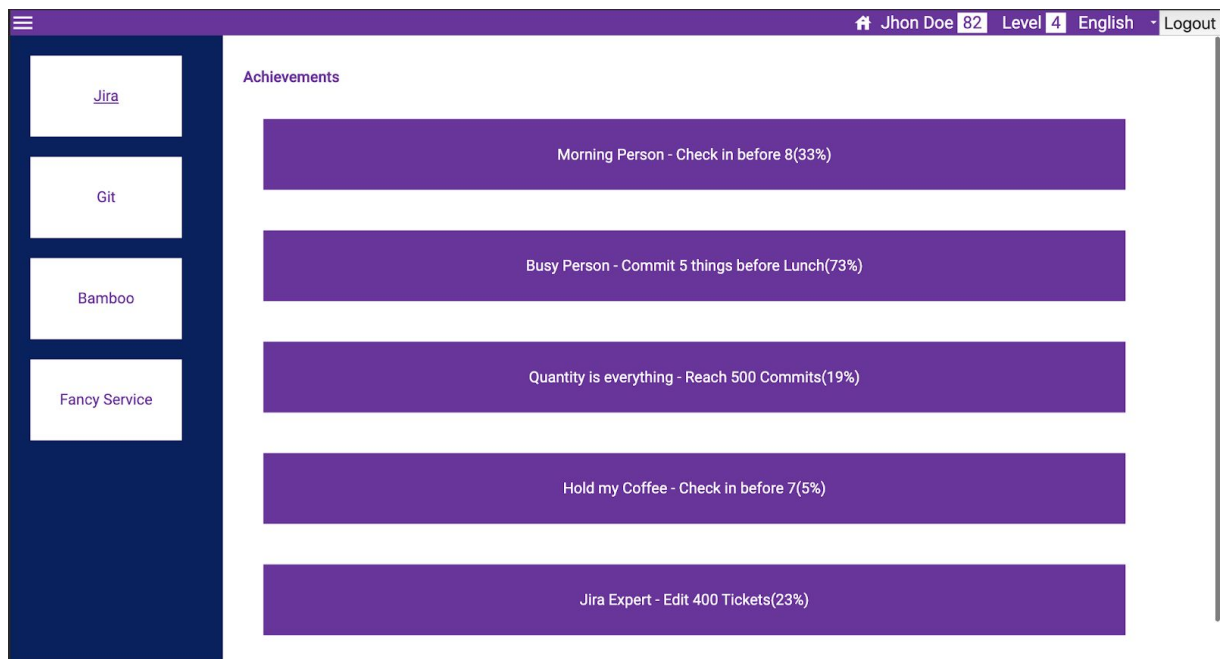 Jhon Doe 82 Level 4 English Logout
Jira
Git
Bamboo
Fancy Service
Achievements
Morning Person - Check in before 8(33%)
Busy Person - Commit 5 things before Lunch(73%)
Quantity is everything - Reach 500 Commits(19%)
Hold my Coffee - Check in before 7(5%)
Jira Expert - Edit 400 Tickets(23%)